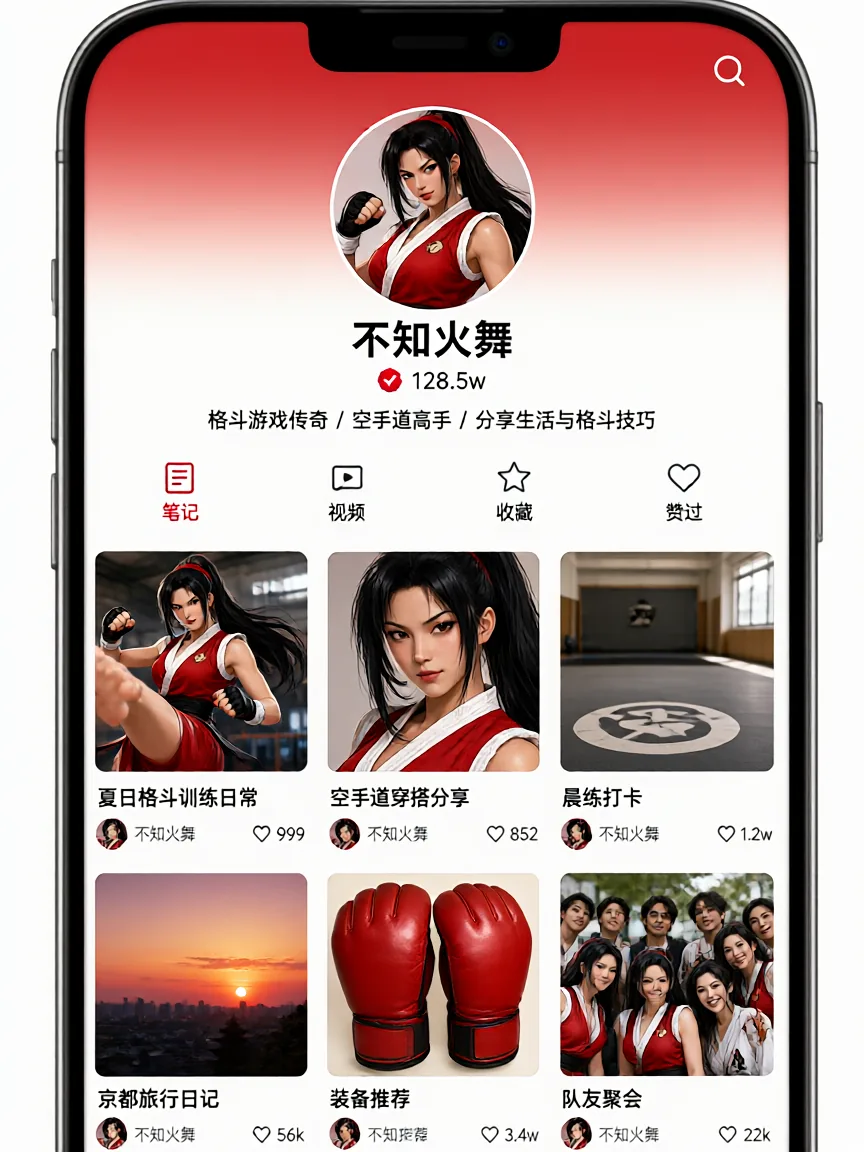 不知火舞
128.5w
格斗游戏传奇 / 空手道高手 / 分享生活与格斗技巧
笔记 视频 收藏 赞过
夏日格斗训练日常 空手道穿搭分享 晨练打卡
不知火舞 999 不知火舞 852 不知火舞 1.2w
京都旅行日记 装备推荐 队友聚会
不知火舞 56k 不知 3.4w 不知火舞 22k